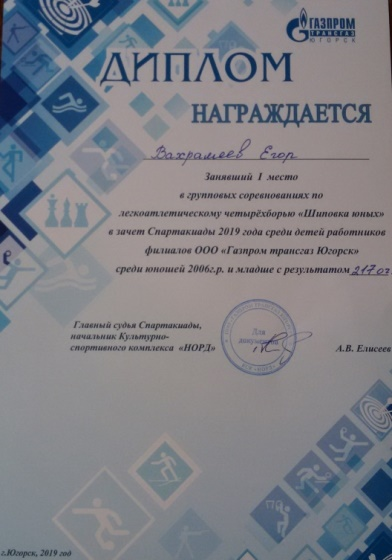 ГАЗПРОМ
ТРАНСГАЗ
ЮГОРСК
ДИПЛОМ
НАГРАЖДАЕТСЯ
Вахрамеев Егор
Занявший I место
в групповых соревнованиях по
легкоатлетическому четырёхборью «Шиповка юных»
в зачет Спартакиады 2019 года среди детей работников
филиалов ООО «Газпром трансгаз Югорск»
среди юношей 2006г.р. и младше с результатом 217оч.
Главный судья Спартакиады,
начальник Культурно-
спортивного комплекса «НОРД»
Для
документов
А.В. Елисеев
г.Югорск, 2019 год